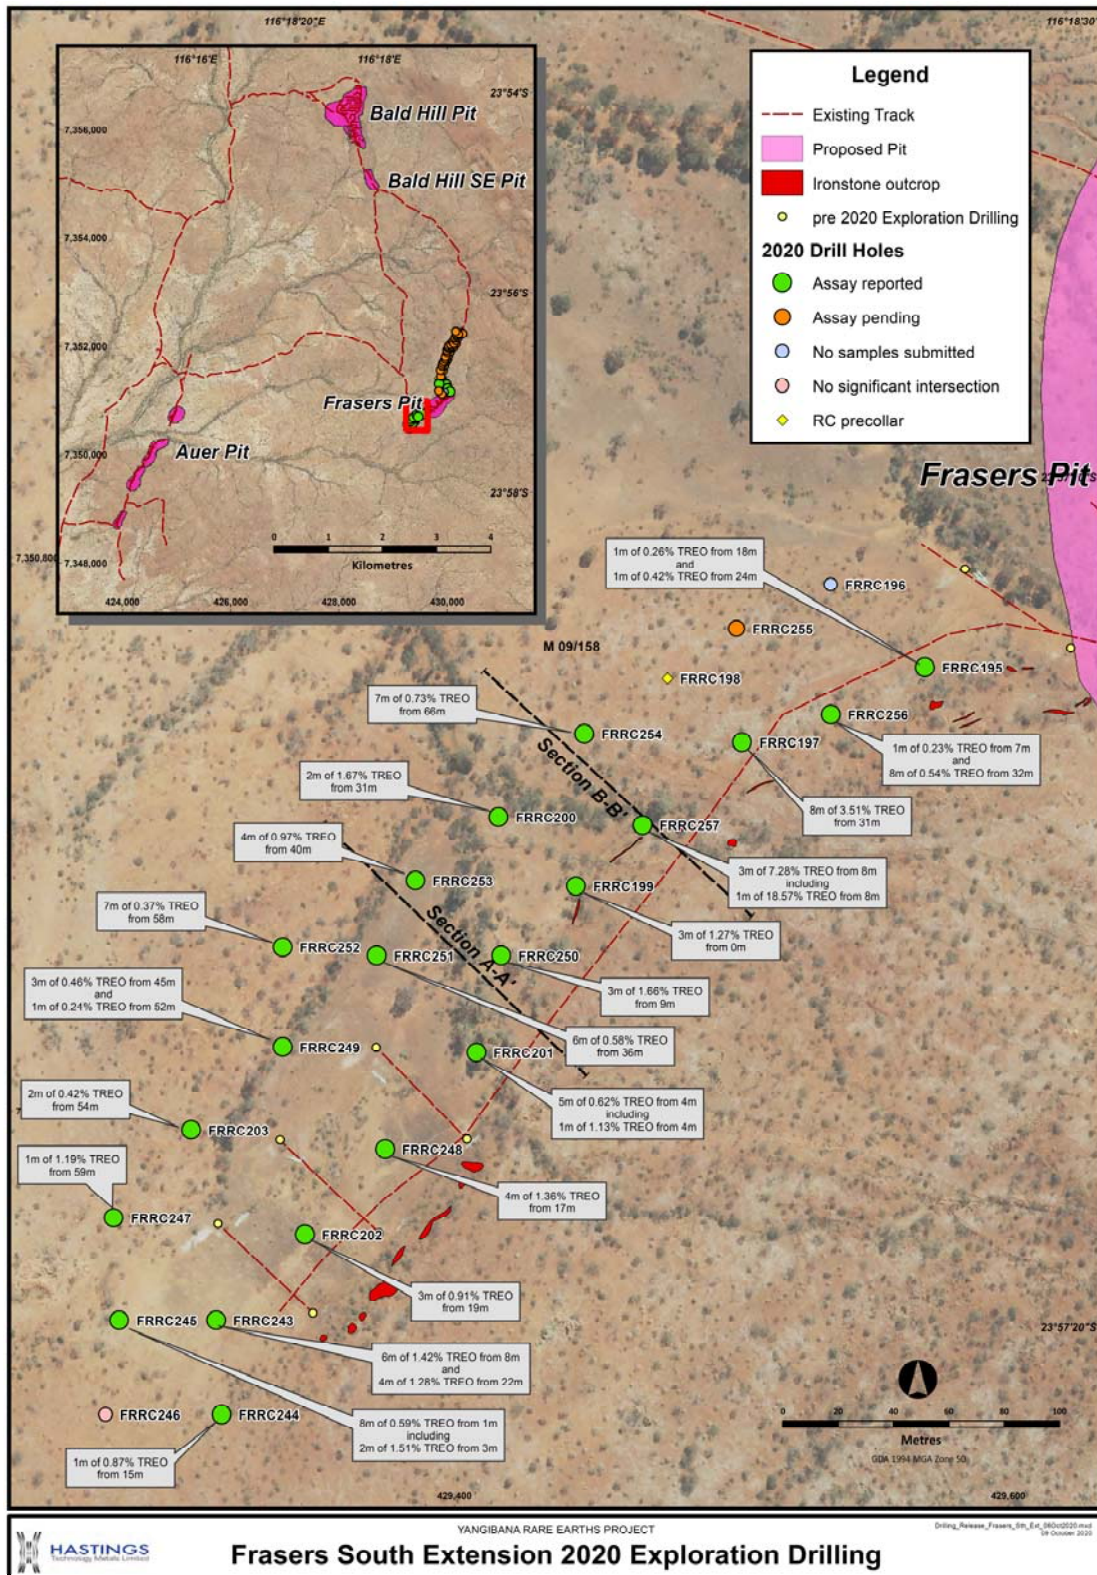 116°18'20"E
116°18'30"
116°16'E
116°18'E
23°54'S
Bald Hill Pit
7,356,000
Bald Hill SE Pit
7,354,000
23°56'S
7,352,000
Frasers Pit
Auer Pit
7,350,000
23°58'S
7,350,800
7,348,000
0 1 2 3 4
Kilometres
424,000 426,000 428,000 430,000
Legend
Existing Track
Proposed Pit
Ironstone outcrop
pre 2020 Exploration Drilling
2020 Drill Holes
Assay reported
Assay pending
No samples submitted
No significant intersection
RC precollar
Frasers Pit
1m of 0.26% TREO from 18m
and
1m of 0.42% TREO from 24m
FRRC196
FRRC255
M 09/158
FRRC195
FRRC198
7m of 0.73% TREO
from 66m
FRRC256
FRRC254
FRRC197
1m of 0.23% TREO from 7m
and
8m of 0.54% TREO from 32m
Section B-B'
2m of 1.67% TREO
from 31m
8m of 3.51% TREO
from 31m
FRRC200
FRRC257
4m of 0.97% TREO
from 40m
3m of 7.28% TREO from 8m
including
1m of 18.57% TREO from 8m
FRRC253
FRRC199
7m of 0.37% TREO
from 58m
Section A-A'
3m of 1.27% TREO
from 0m
FRRC252
FRRC251
FRRC250
3m of 0.46% TREO from 45m
and
1m of 0.24% TREO from 52m
3m of 1.66% TREO
from 9m
6m of 0.58% TREO
from 36m
FRRC249
FRRC201
2m of 0.42% TREO
from 54m
5m of 0.62% TREO from 4m
including
1m of 1.13% TREO from 4m
FRRC203
FRRC248
1m of 1.19% TREO
from 59m
4m of 1.36% TREO
from 17m
FRRC247
FRRC202
3m of 0.91% TREO
from 19m
FRRC245
FRRC243
23°57'20"S
6m of 1.42% TREO from 8m
and
4m of 1.28% TREO from 22m
FRRC246
FRRC244
8m of 0.59% TREO from 1m
including
2m of 1.51% TREO from 3m
1m of 0.87% TREO
from 15m
0 20 40 60 80 100
Metres
GDA 1994 MGA Zone 50
429,400
429,600
YANGIBANA RARE EARTHS PROJECT
Drilling_Release_Frasers_Sth_Ext_08Oct2020.mxd
HASTINGS
Technology Metals Limited
Frasers South Extension 2020 Exploration Drilling